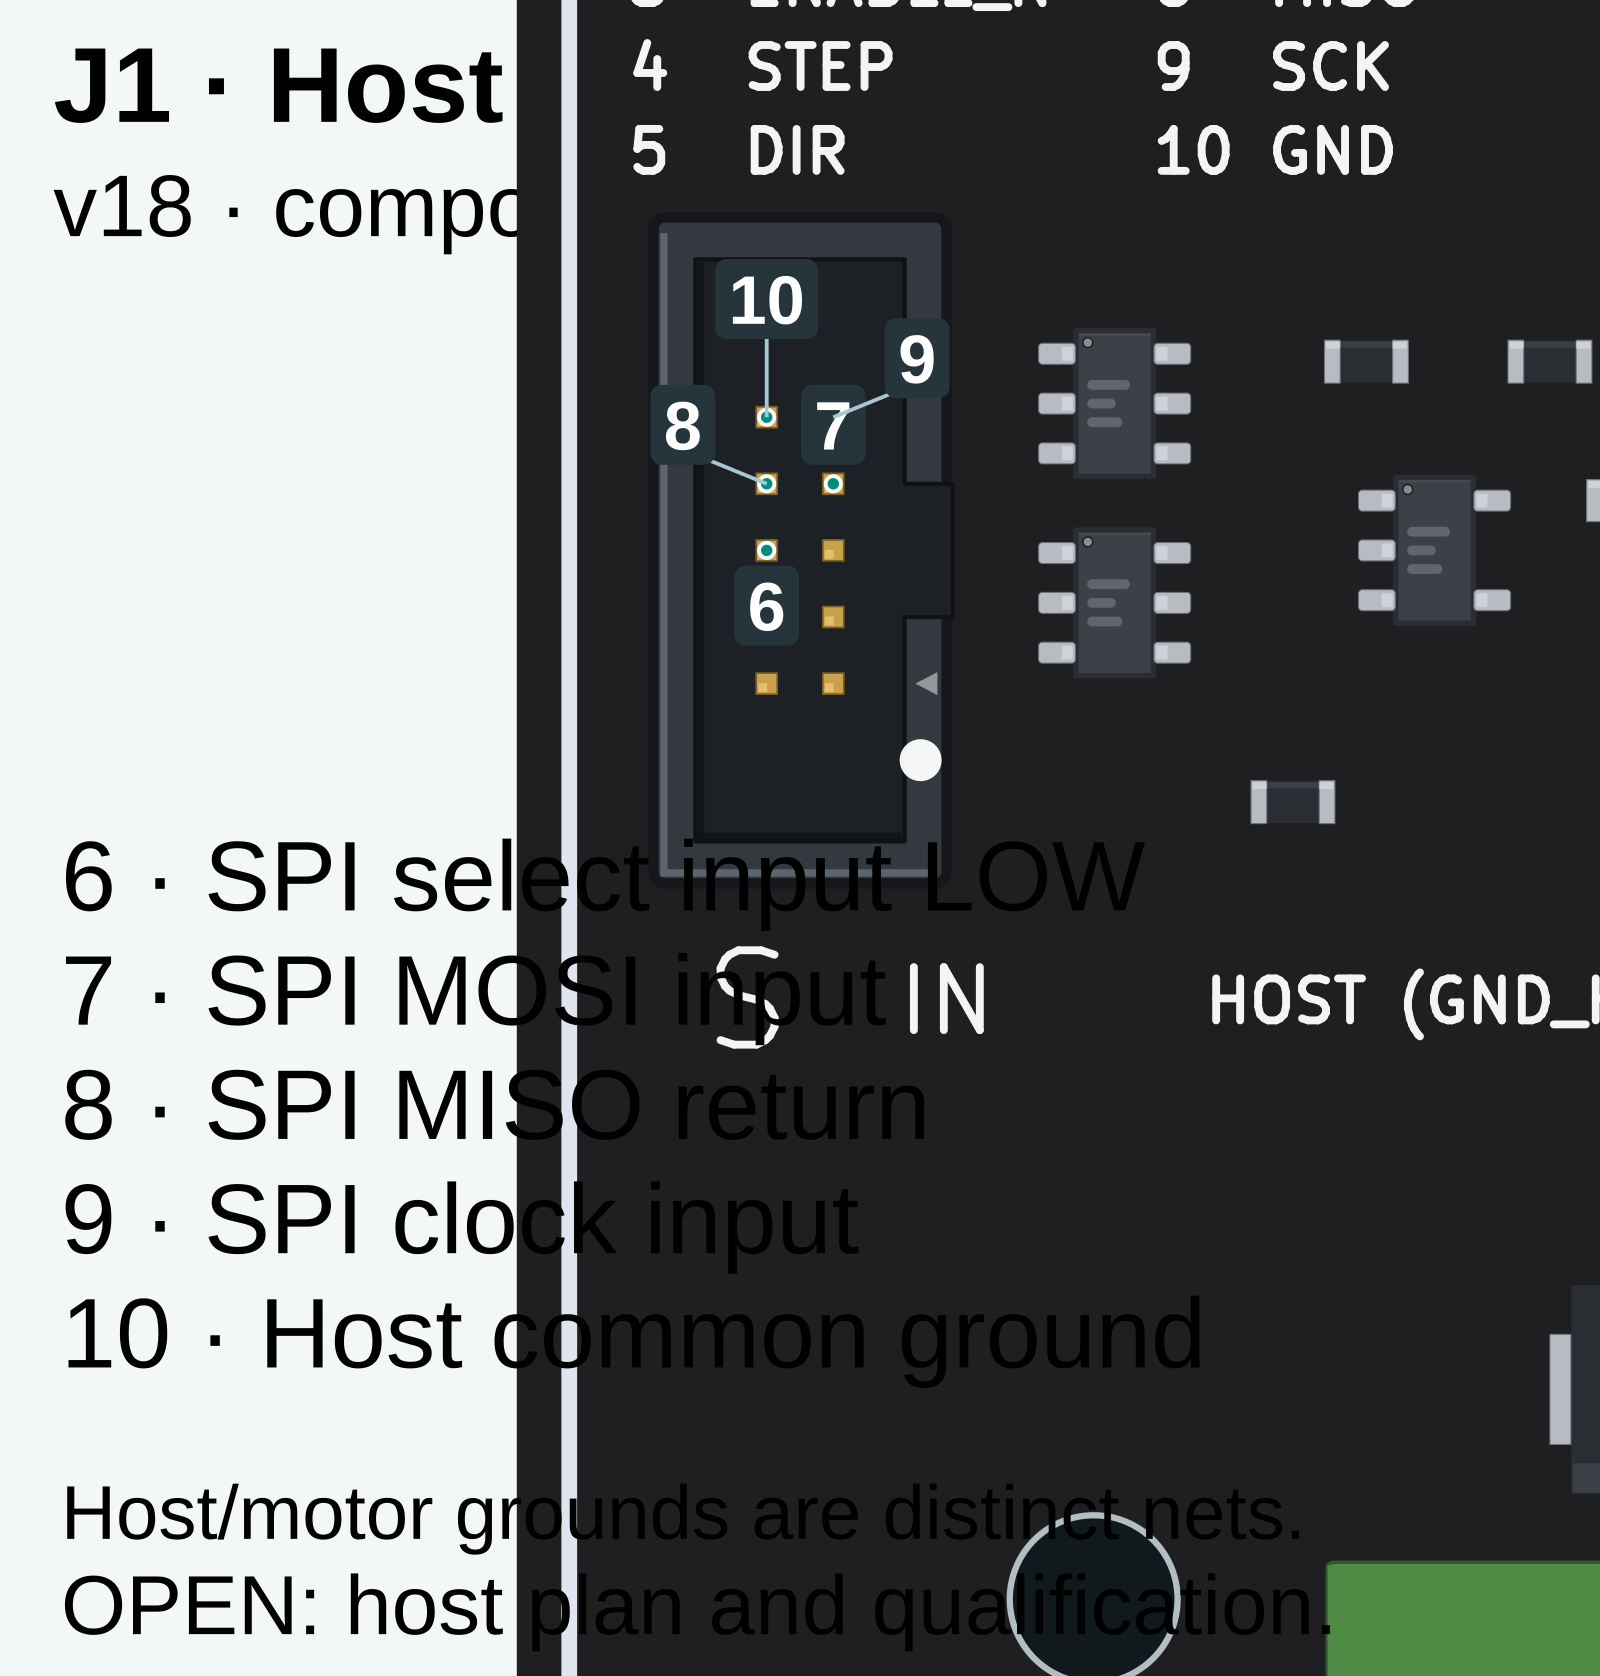 J1 · Host
v18 · compo
4 STEP 9 SCK
5 DIR 10 GND
10
9
8
7
6
6 · SPI select input LOW
7 · SPI MOSI input
S IN HOST (GND_
8 · SPI MISO return
9 · SPI clock input
10 · Host common ground
Host/motor grounds are distinct nets.
OPEN: host plan and qualification.